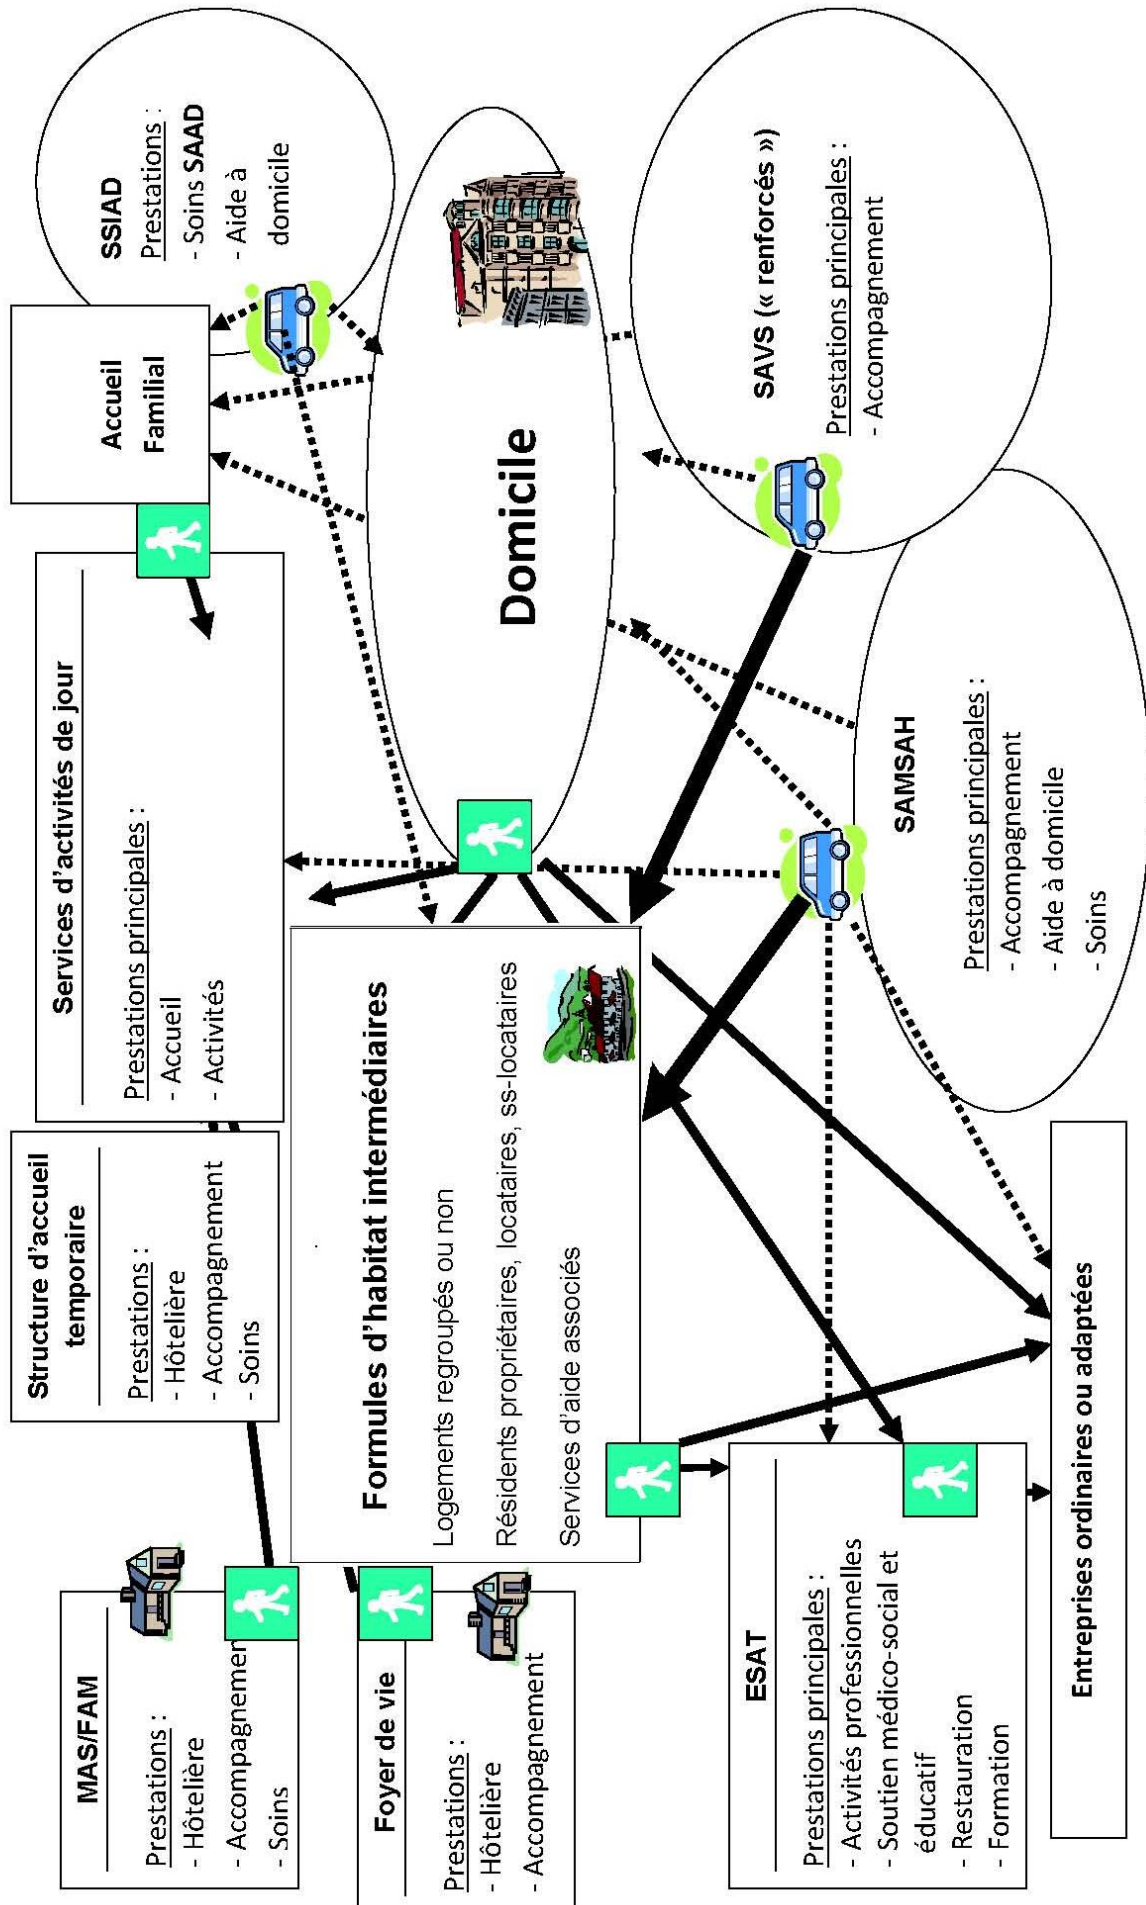 MAS/FAM
Prestations :
- Hôtelière
- Accompagnemen
- Soins
Structure d'accueil
temporaire
Prestations :
- Hôtelière
- Accompagnement
- Soins
Services d'activités de jour
Prestations principales :
- Accueil
- Activités
Accueil
Familial
SSIAD
Prestations :
- Soins SAAD
- Aide à
domicile
Foyer de vie
Prestations :
- Hôtelière
- Accompagnement
Formules d'habitat intermédiaires
Logements regroupés ou non
Résidents propriétaires, locataires, ss-locataires
Services d'aide associés
Domicile
ESAT
Prestations principales :
- Activités professionnelles
- Soutien médico-social et
éducatif
- Restauration
- Formation
SAMSAH
Prestations principales :
- Accompagnement
- Aide à domicile
- Soins
SAVS (« renforcés »)
Prestations principales :
- Accompagnement
Entreprises ordinaires ou adaptées